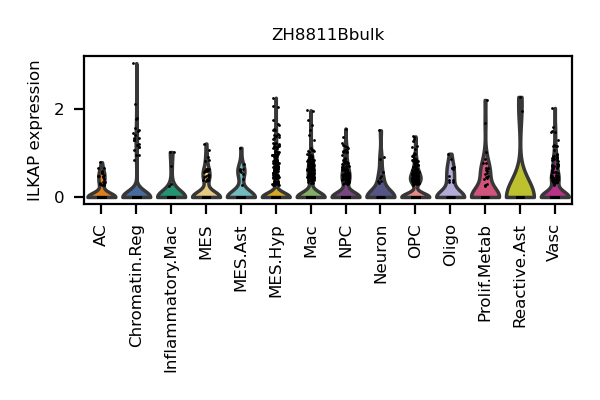 ZH8811Bbulk
ILKAP expression
2
0
AC
Chromatin.Reg
Inflammatory.Mac
MES
MES.Ast
MES.Hyp
Mac
NPC
Neuron
OPC
Oligo
Prolif.Metab
Reactive.Ast
Vasc